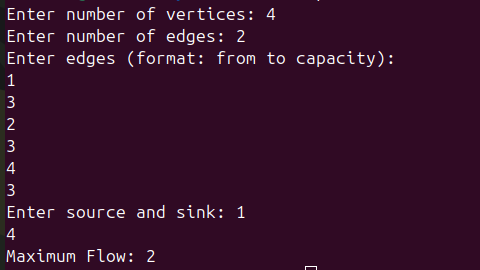 Enter number of vertices: 4
Enter number of edges: 2
Enter edges (format: from to capacity):
1
3
2
3
4
3
Enter source and sink: 1
4
Maximum Flow: 2